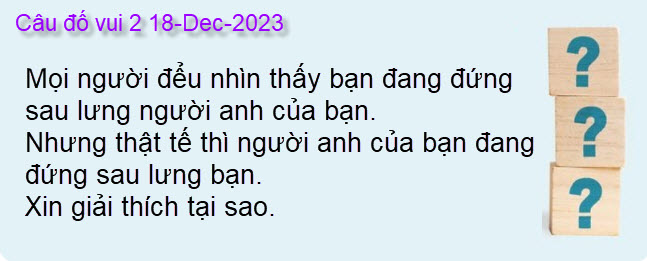 Câu đố vui 2 18-Dec-2023
Mọi người đểu nhìn thấy bạn đang đứng
sau lưng người anh của bạn.
Nhưng thật tế thì người anh của bạn đang
đứng sau lưng bạn.
Xin giải thích tại sao.
?
?
?